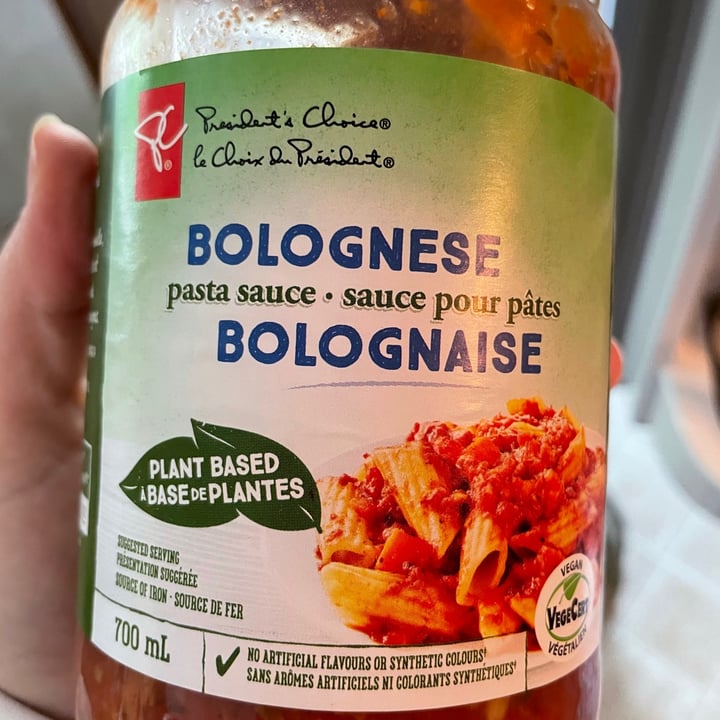 PC®
President's Choice®
le Choix du Président®
BOLOGNESE
pasta sauce • sauce pour pâtes
BOLOGNAISE
PLANT BASED
À BASE DE PLANTES
SUGGESTED SERVING
PRÉSENTATION SUGGÉRÉE
SOURCE OF IRON • SOURCE DE FER
VEGAN
VEGECERT
VÉGÉTALIEN
700 mL
NO ARTIFICIAL FLAVOURS OR SYNTHETIC COLOURS†
SANS ARÔMES ARTIFICIELS NI COLORANTS SYNTHÉTIQUES†